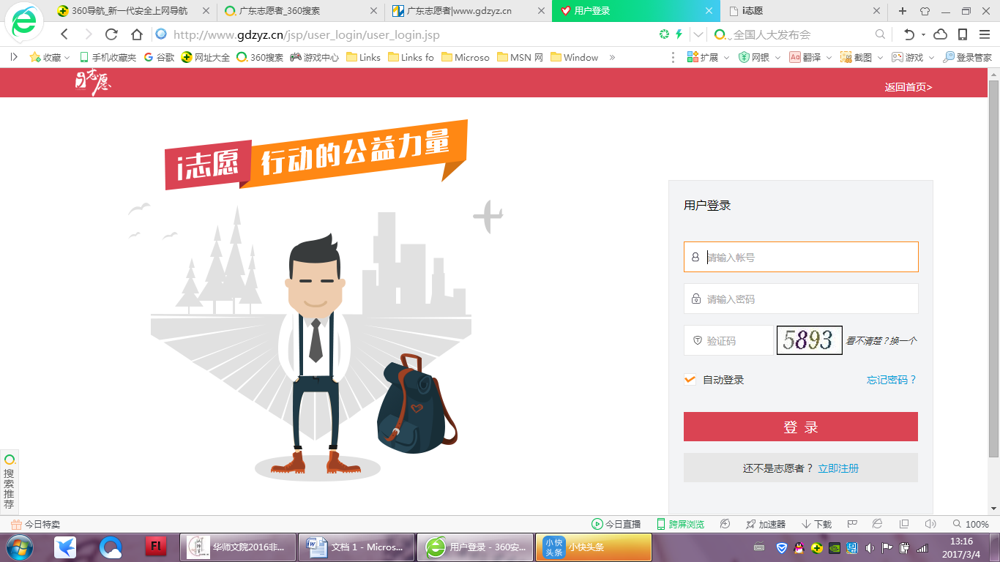 360导航_新一代安全上网导航
广东志愿者_360搜索
广东志愿者|www.gdzyz.cn
用户登录
i志愿
http://www.gdzyz.cn/jsp/user_login/user_login.jsp
全国人大发布会
收藏
手机收藏夹
谷歌
网址大全
360搜索
游戏中心
Links
Links fo
Microso
MSN 网
Window
»
扩展
网银
翻译
截图
游戏
登录管家
i志愿
返回首页>
i志愿 行动的公益力量
用户登录
请输入帐号
请输入密码
验证码
5893
看不清楚？换一个
自动登录
忘记密码？
登 录
还不是志愿者？ 立即注册
搜索推荐
今日特卖
今日直播
跨屏浏览
加速器
下载
100%
华师文院2016非...
文档 1 - Micros...
用户登录 - 360安...
小快头条
小快头条
13:16
2017/3/4